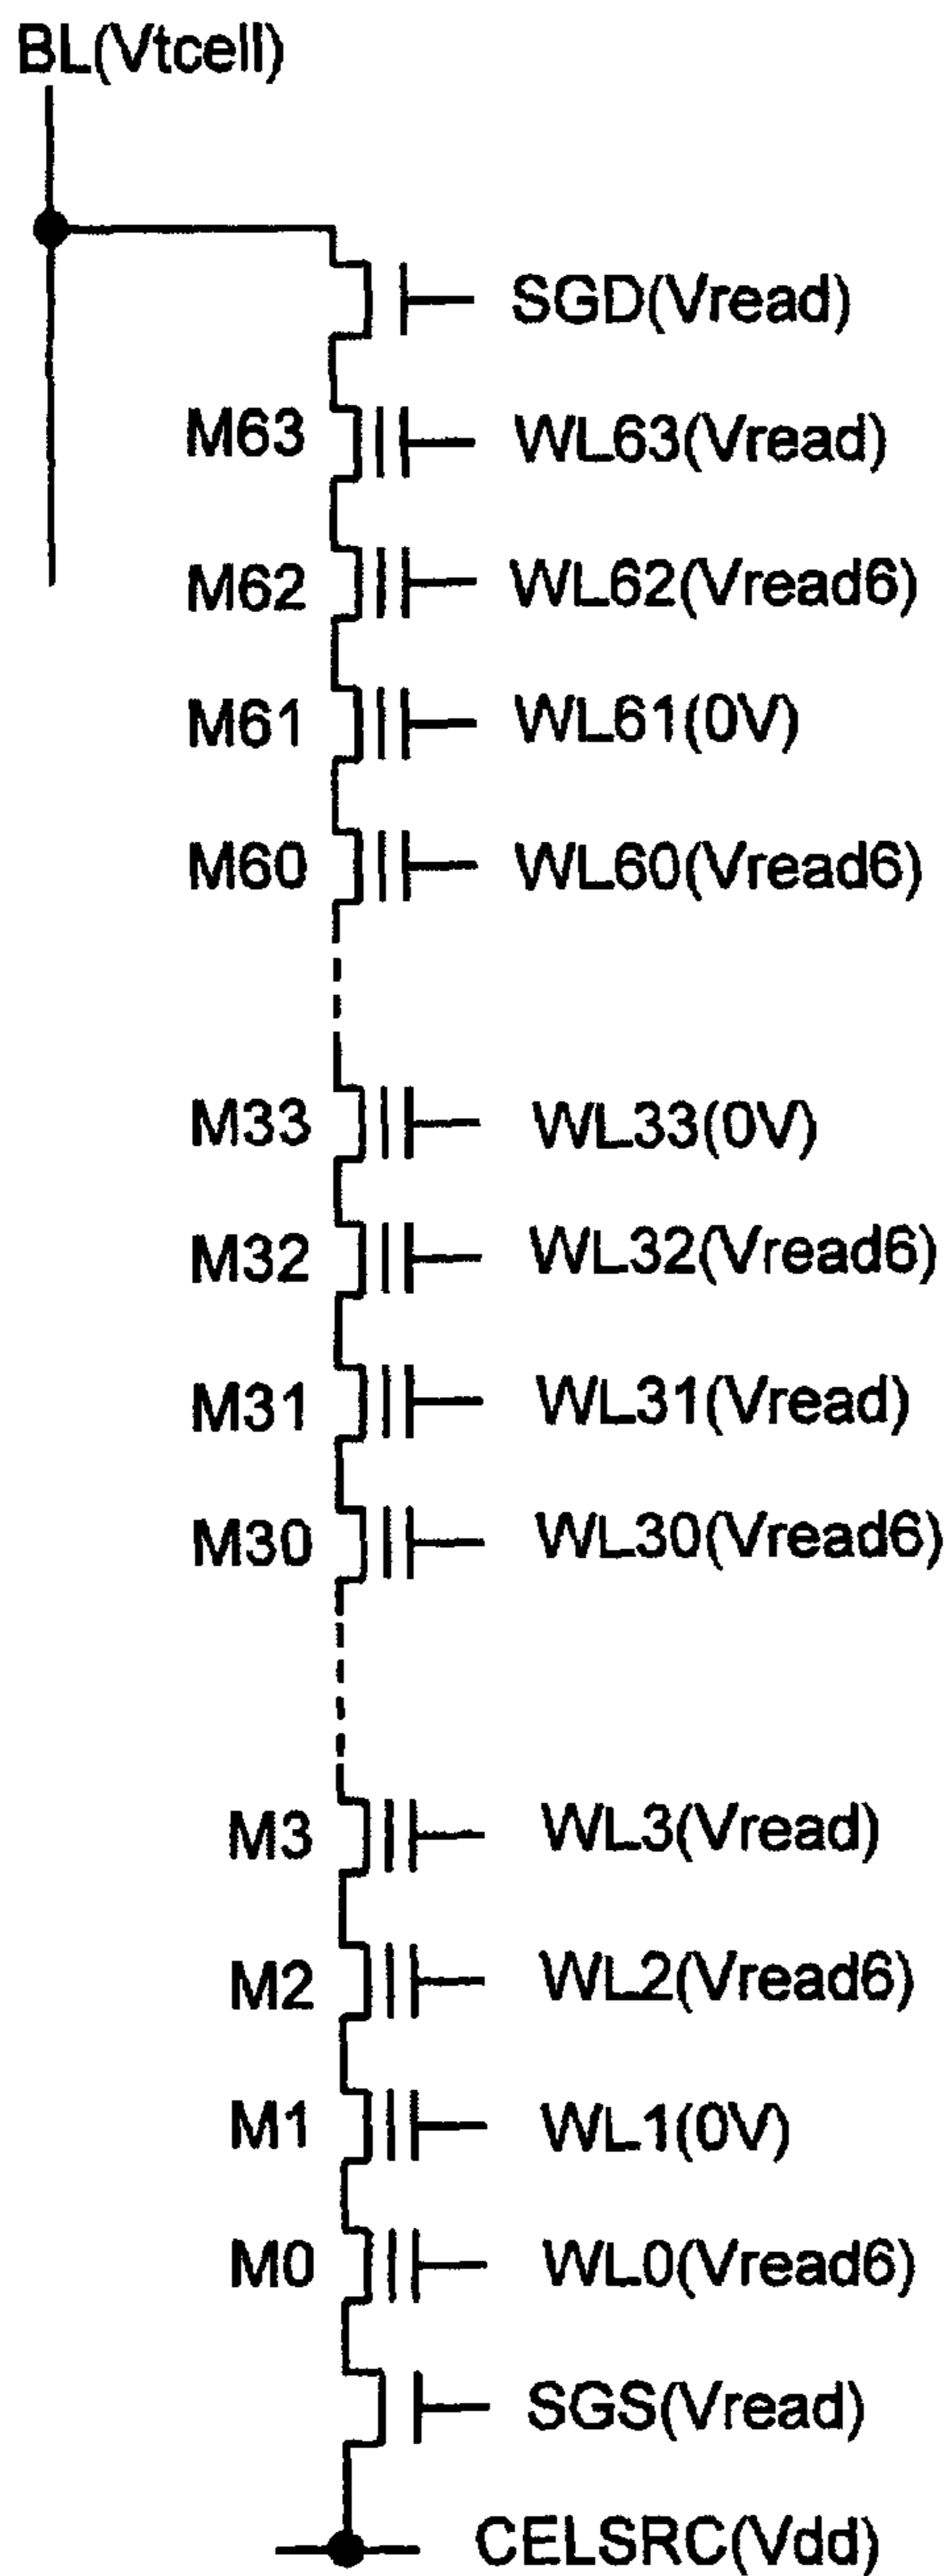 BL(Vtcell)
SGD(Vread)
M63 WL63(Vread)
M62 WL62(Vread6)
M61 WL61(0V)
M60 WL60(Vread6)
M33 WL33(0V)
M32 WL32(Vread6)
M31 WL31(Vread)
M30 WL30(Vread6)
M3 WL3(Vread)
M2 WL2(Vread6)
M1 WL1(0V)
M0 WL0(Vread6)
SGS(Vread)
CELSRC(Vdd)